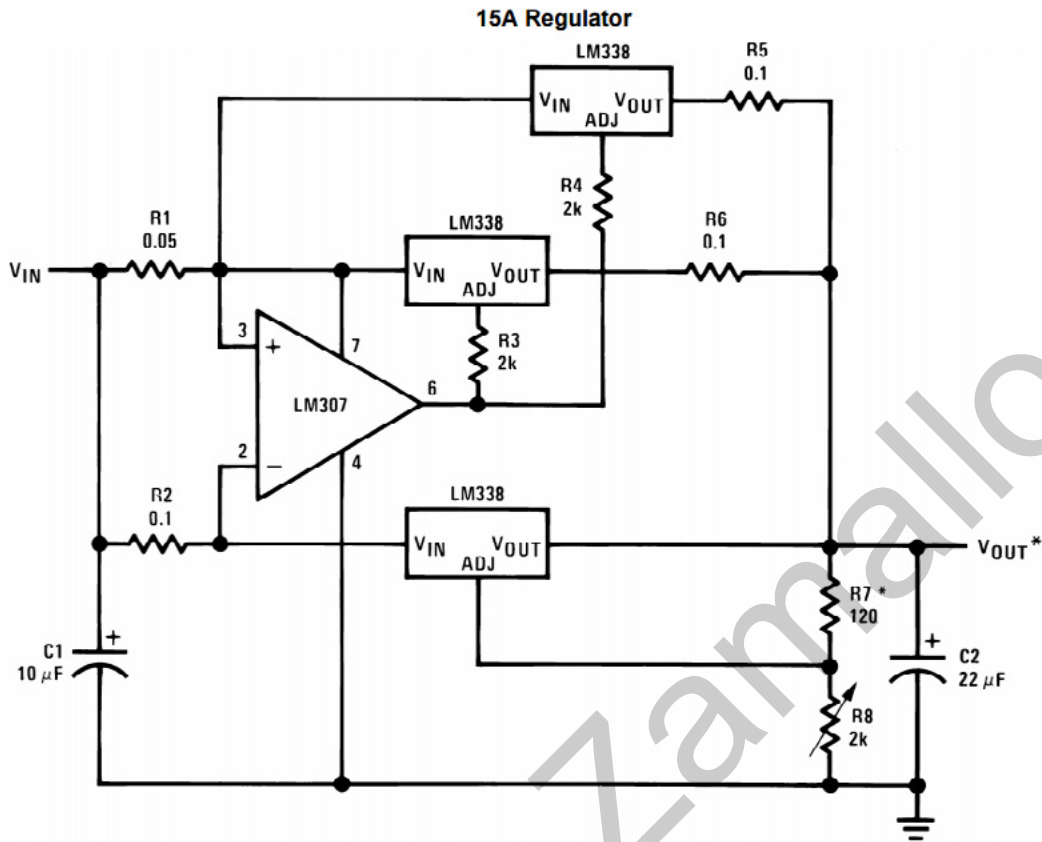 15A Regulator
LM338
R5
0.1
VIN
VOUT
ADJ
R4
2k
R1
0.05
LM338
R6
0.1
VIN
VIN
VOUT
ADJ
3
+
7
R3
2k
6
LM307
2
−
4
R2
0.1
LM338
VIN
VOUT
ADJ
VOUT*
R7 *
120
C1
10 µF
+
+
C2
22 µF
R8
2k